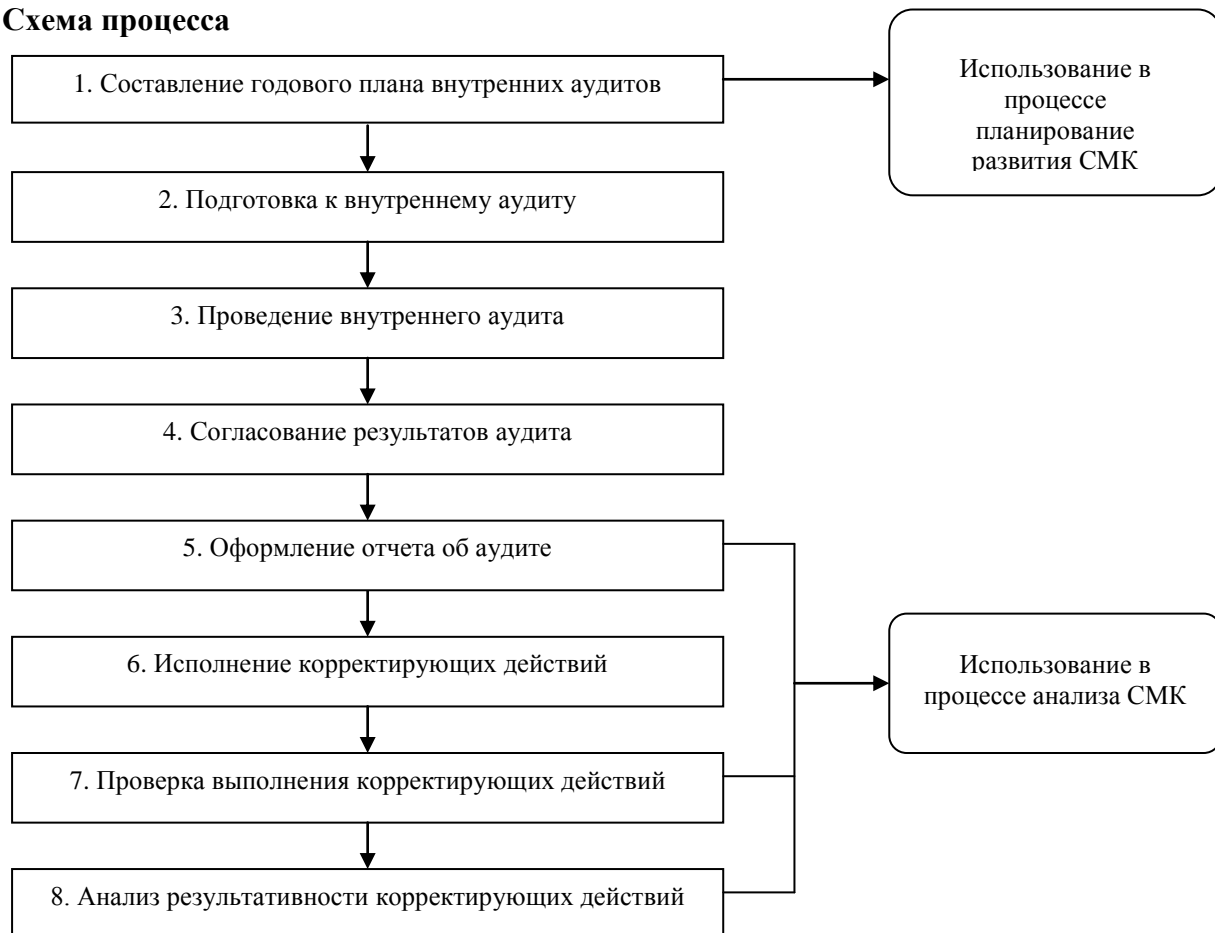 Схема процесса
1. Составление годового плана внутренних аудитов
Использование в
процессе
планирование
развития СМК
2. Подготовка к внутреннему аудиту
3. Проведение внутреннего аудита
4. Согласование результатов аудита
5. Оформление отчета об аудите
6. Исполнение корректирующих действий
Использование в
процессе анализа СМК
7. Проверка выполнения корректирующих действий
8. Анализ результативности корректирующих действий